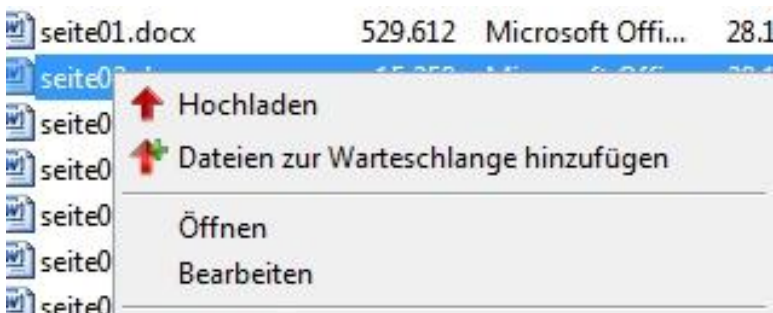 seite01.docx 529.612 Microsoft Offi... 28.1
seite0
Hochladen
seite0
Dateien zur Warteschlange hinzufügen
seite0
seite0
Öffnen
seite0
Bearbeiten
seite0